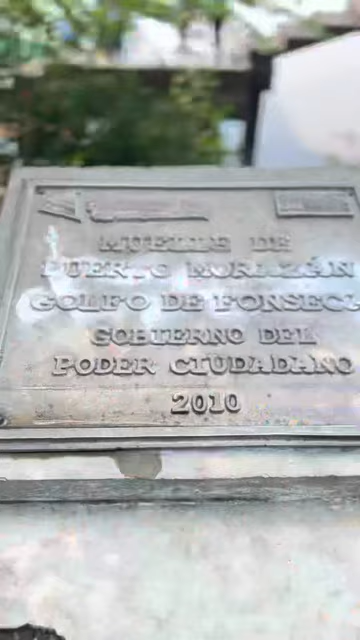 MUELLE DE
PUERTO MORAZÁN
GOLFO DE FONSECA
GOBIERNO DEL
PODER CIUDADANO
2010